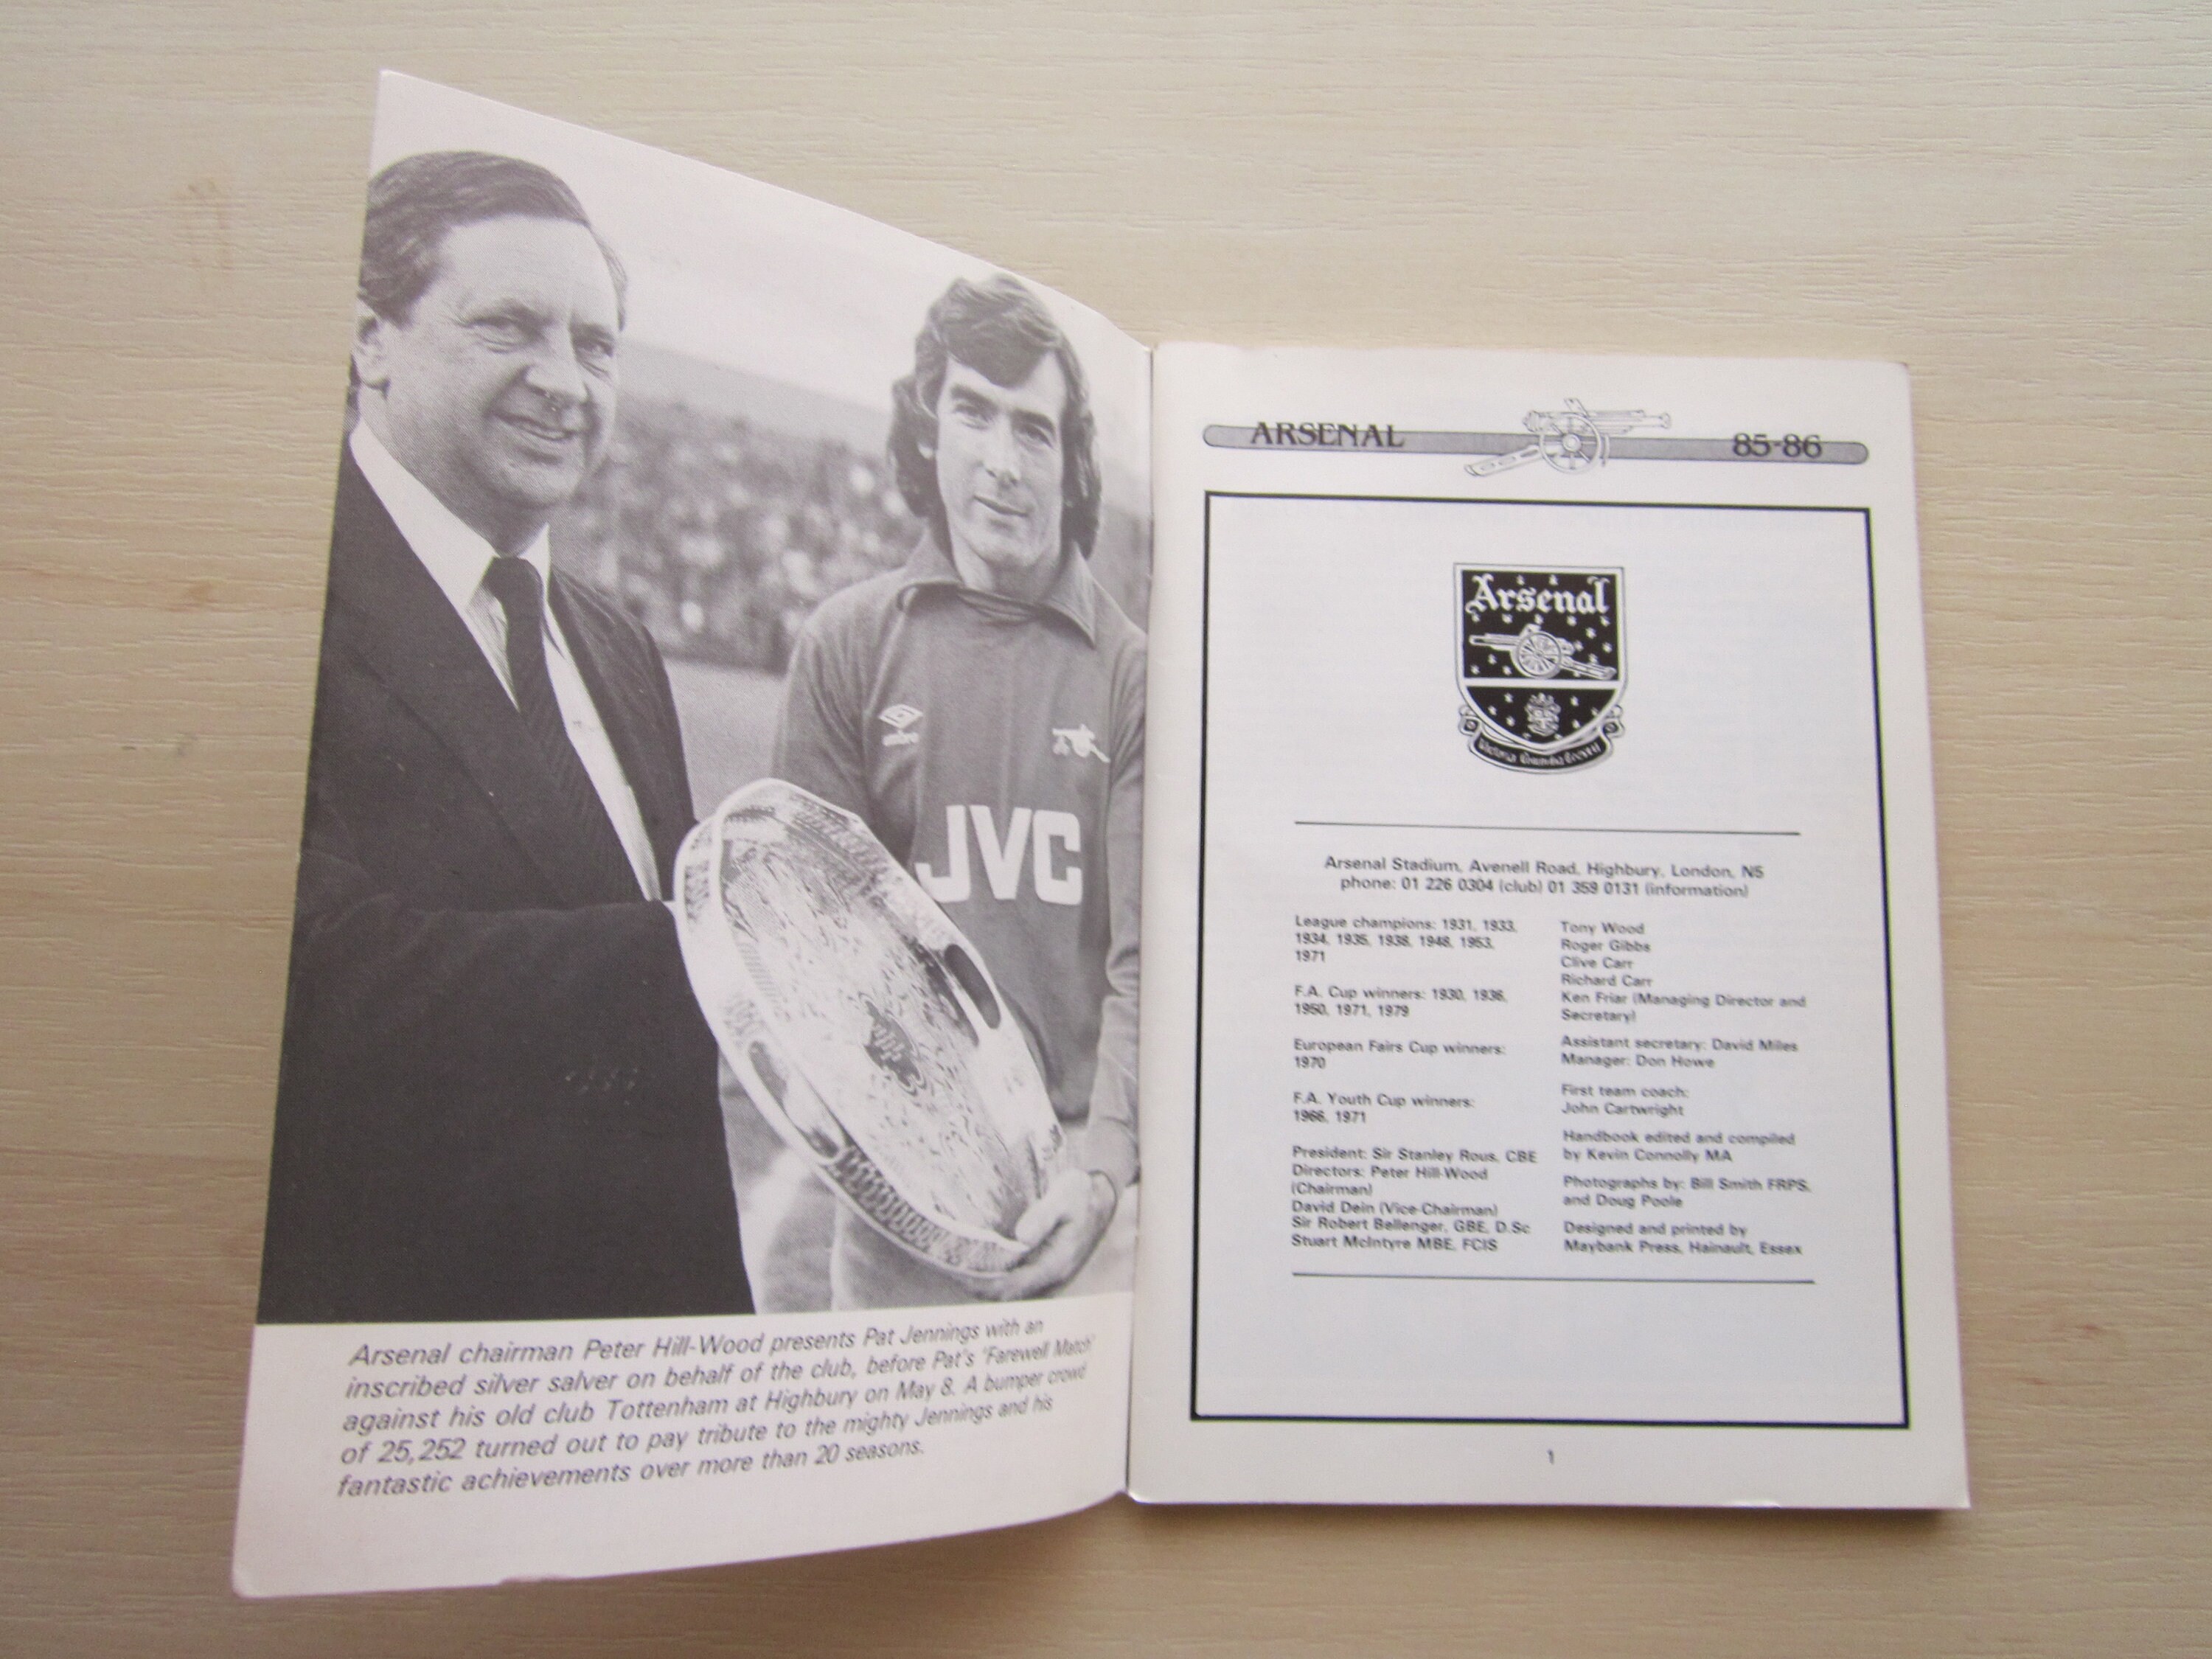 JVC
Arsenal chairman Peter Hill-Wood presents Pat Jennings with an
inscribed silver salver on behalf of the club, before Pat's 'Farewell Match'
against his old club Tottenham at Highbury on May 8. A bumper crowd
of 25,252 turned out to pay tribute to the mighty Jennings and his
fantastic achievements over more than 20 seasons.
ARSENAL 85-86
Arsenal
Victoria Concordia Crescit
Arsenal Stadium, Avenell Road, Highbury, London, N5
phone: 01 226 0304 (club) 01 359 0131 (information)
League champions: 1931, 1933,
1934, 1935, 1938, 1948, 1953,
1971
F.A. Cup winners: 1930, 1936,
1950, 1971, 1979
European Fairs Cup winners:
1970
F.A. Youth Cup winners:
1966, 1971
President: Sir Stanley Rous, CBE
Directors: Peter Hill-Wood
(Chairman)
David Dein (Vice-Chairman)
Sir Robert Bellenger, GBE, D.Sc
Stuart McIntyre MBE, FCIS
Tony Wood
Roger Gibbs
Clive Carr
Richard Carr
Ken Friar (Managing Director and
Secretary)
Assistant secretary: David Miles
Manager: Don Howe
First team coach:
John Cartwright
Handbook edited and compiled
by Kevin Connolly MA
Photographs by: Bill Smith FRPS,
and Doug Poole
Designed and printed by
Maybank Press, Hainault, Essex
1